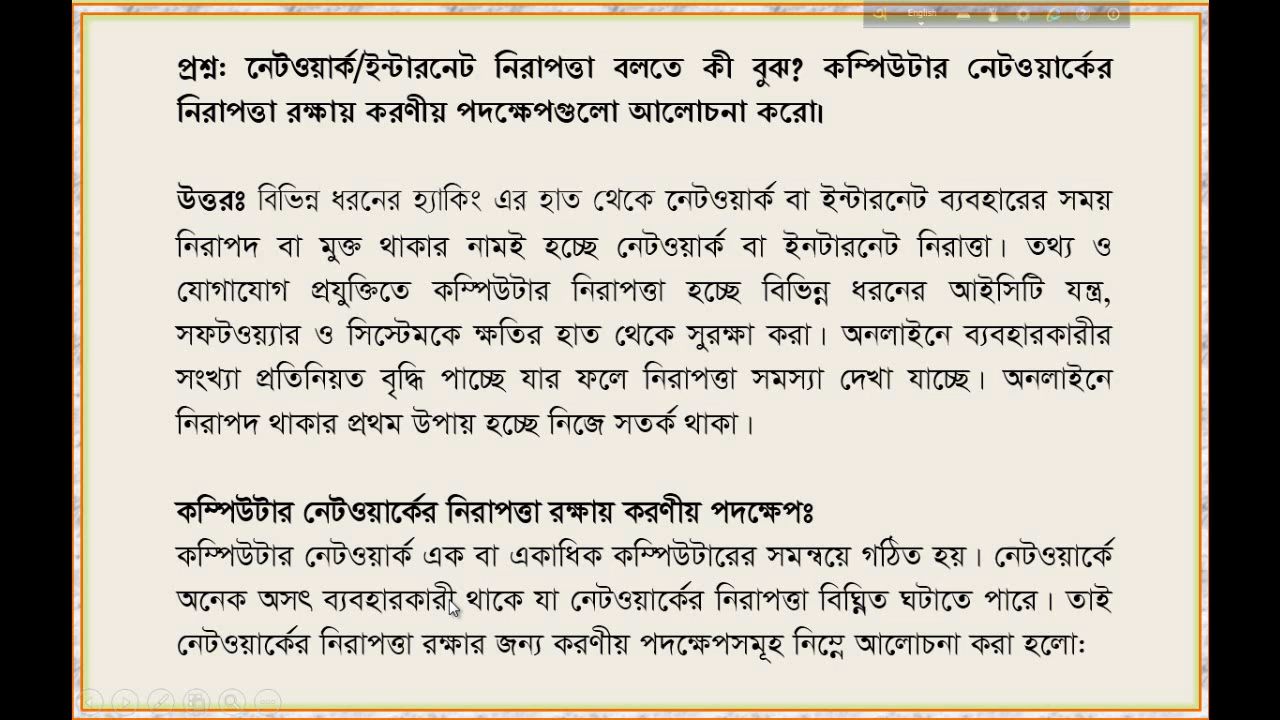 English
প্রশ্ন: নেটওয়ার্ক/ইন্টারনেট নিরাপত্তা বলতে কী বুঝ? কম্পিউটার নেটওয়ার্কের
নিরাপত্তা রক্ষায় করণীয় পদক্ষেপগুলো আলোচনা করো।
উত্তরঃ বিভিন্ন ধরনের হ্যাকিং এর হাত থেকে নেটওয়ার্ক বা ইন্টারনেট ব্যবহারের সময়
নিরাপদ বা মুক্ত থাকার নামই হচ্ছে নেটওয়ার্ক বা ইনটারনেট নিরাত্তা। তথ্য ও
যোগাযোগ প্রযুক্তিতে কম্পিউটার নিরাপত্তা হচ্ছে বিভিন্ন ধরনের আইসিটি যন্ত্র,
সফটওয়্যার ও সিস্টেমকে ক্ষতির হাত থেকে সুরক্ষা করা। অনলাইনে ব্যবহারকারীর
সংখ্যা প্রতিনিয়ত বৃদ্ধি পাচ্ছে যার ফলে নিরাপত্তা সমস্যা দেখা যাচ্ছে। অনলাইনে
নিরাপদ থাকার প্রথম উপায় হচ্ছে নিজে সতর্ক থাকা।
কম্পিউটার নেটওয়ার্কের নিরাপত্তা রক্ষায় করণীয় পদক্ষেপঃ
কম্পিউটার নেটওয়ার্ক এক বা একাধিক কম্পিউটারের সমন্বয়ে গঠিত হয়। নেটওয়ার্কে
অনেক অসৎ ব্যবহারকারী থাকে যা নেটওয়ার্কের নিরাপত্তা বিঘ্নিত ঘটাতে পারে। তাই
নেটওয়ার্কের নিরাপত্তা রক্ষার জন্য করণীয় পদক্ষেপসমূহ নিম্নে আলোচনা করা হলো: